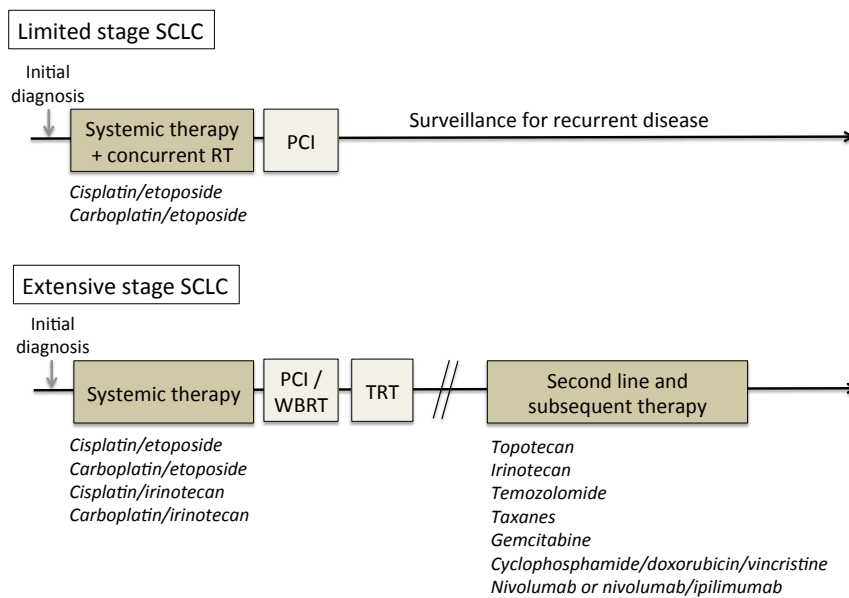 Limited stage SCLC
Initial
diagnosis
Systemic therapy
+ concurrent RT
PCI
Surveillance for recurrent disease
Cisplatin/etoposide
Carboplatin/etoposide
Extensive stage SCLC
Initial
diagnosis
Systemic therapy
PCI /
WBRT
TRT
Second line and
subsequent therapy
Cisplatin/etoposide
Carboplatin/etoposide
Cisplatin/irinotecan
Carboplatin/irinotecan
Topotecan
Irinotecan
Temozolomide
Taxanes
Gemcitabine
Cyclophosphamide/doxorubicin/vincristine
Nivolumab or nivolumab/ipilimumab